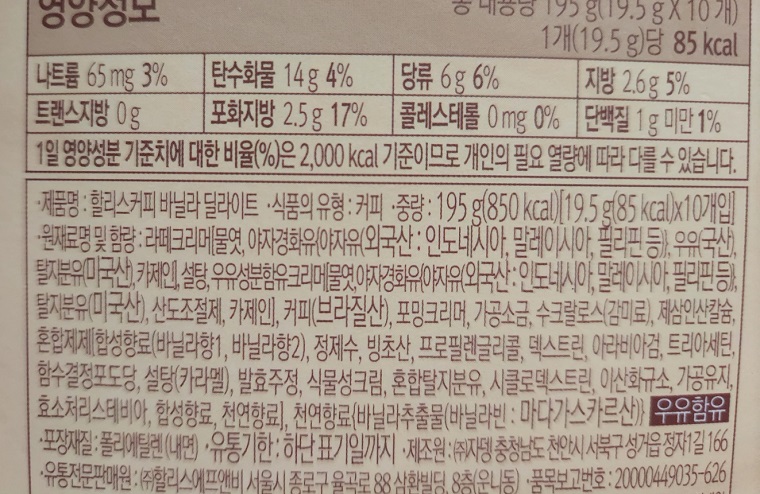 영양정보
총 내용량 195 g(19.5 g X 10 개)
1개(19.5 g)당 85 kcal
나트륨 65 mg 3% 탄수화물 14 g 4% 당류 6 g 6% 지방 2.6 g 5%
트랜스지방 0 g 포화지방 2.5 g 17% 콜레스테롤 0 mg 0% 단백질 1 g 미만 1%
1일 영양성분 기준치에 대한 비율(%)은 2,000 kcal 기준이므로 개인의 필요 열량에 따라 다를 수 있습니다.
·제품명 : 할리스커피 바닐라 딜라이트 ·식품의 유형 : 커피 ·중량 : 195 g(850 kcal)[19.5 g(85 kcal)x10개입]
·원재료명 및 함량 : 라떼크리머[물엿, 야자경화유{야자유(외국산 : 인도네시아, 말레이시아, 필리핀 등)}, 우유(국산),
탈지분유(미국산), 카제인], 설탕, 우유성분함유크리머[물엿,야자경화유{야자유(외국산 : 인도네시아, 말레이시아, 필리핀 등)},
탈지분유(미국산), 산도조절제, 카제인], 커피(브라질산), 포밍크리머, 가공소금, 수크랄로스(감미료), 제삼인산칼슘,
혼합제제[합성향료(바닐라향1, 바닐라향2), 정제수, 빙초산, 프로필렌글리콜, 덱스트린, 아라비아검, 트리아세틴,
함수결정포도당, 설탕(카라멜), 발효주정, 식물성크림, 혼합탈지분유, 시클로덱스트린, 이산화규소, 가공유지,
효소처리스테비아, 합성향료, 천연향료], 천연향료{바닐라추출물(바닐라빈 : 마다가스카르산)} 우유함유
·포장재질 : 폴리에틸렌 (내면) ·유통기한 : 하단 표기일까지 ·제조원 : ㈜자뎅 충청남도 천안시 서북구 성거읍 정자1길 166
·유통전문판매원 : ㈜할리스에프앤비 서울시 종로구 율곡로 88 삼환빌딩, 8층(운니동) ·품목보고번호 : 20000449035-626